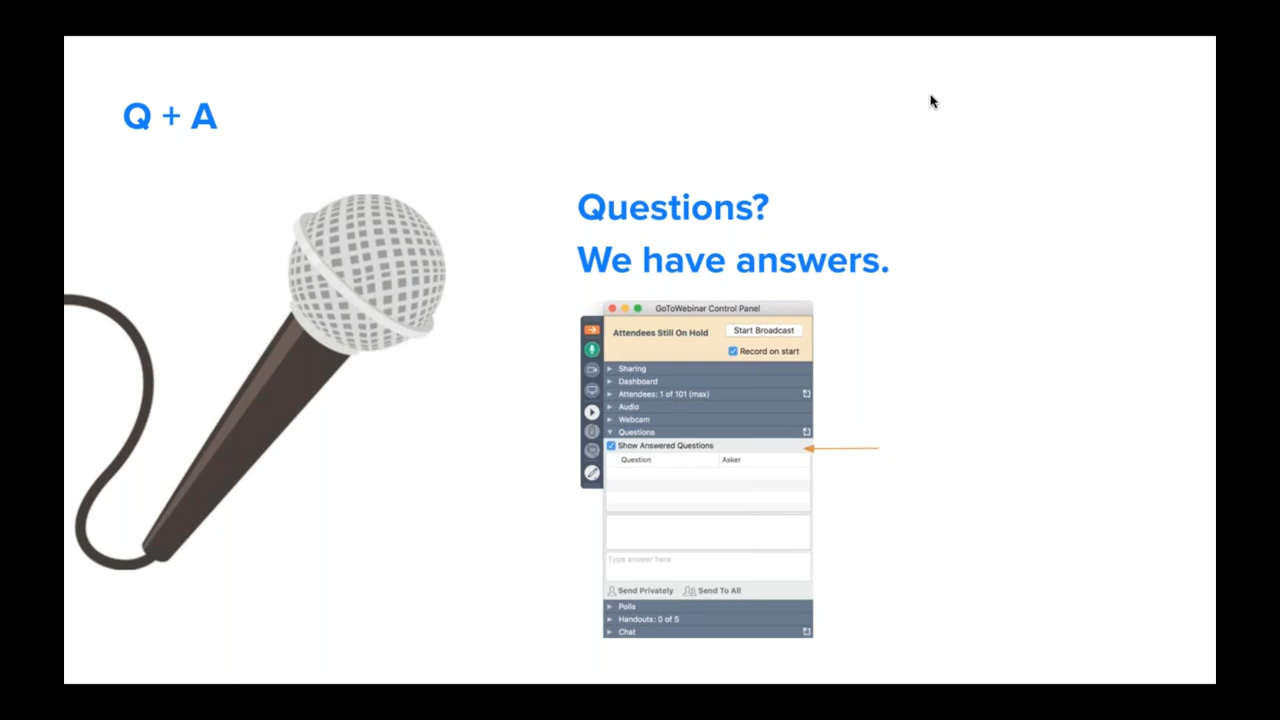 Q + A
Questions?
We have answers.
GoToWebinar Control Panel
Attendees Still On Hold
Start Broadcast
Record on start
Sharing
Dashboard
Attendees: 1 of 101 (max)
Audio
Webcam
Questions
Show Answered Questions
Question Asker
Type answer here
Send Privately Send To All
Polls
Handouts: 0 of 5
Chat